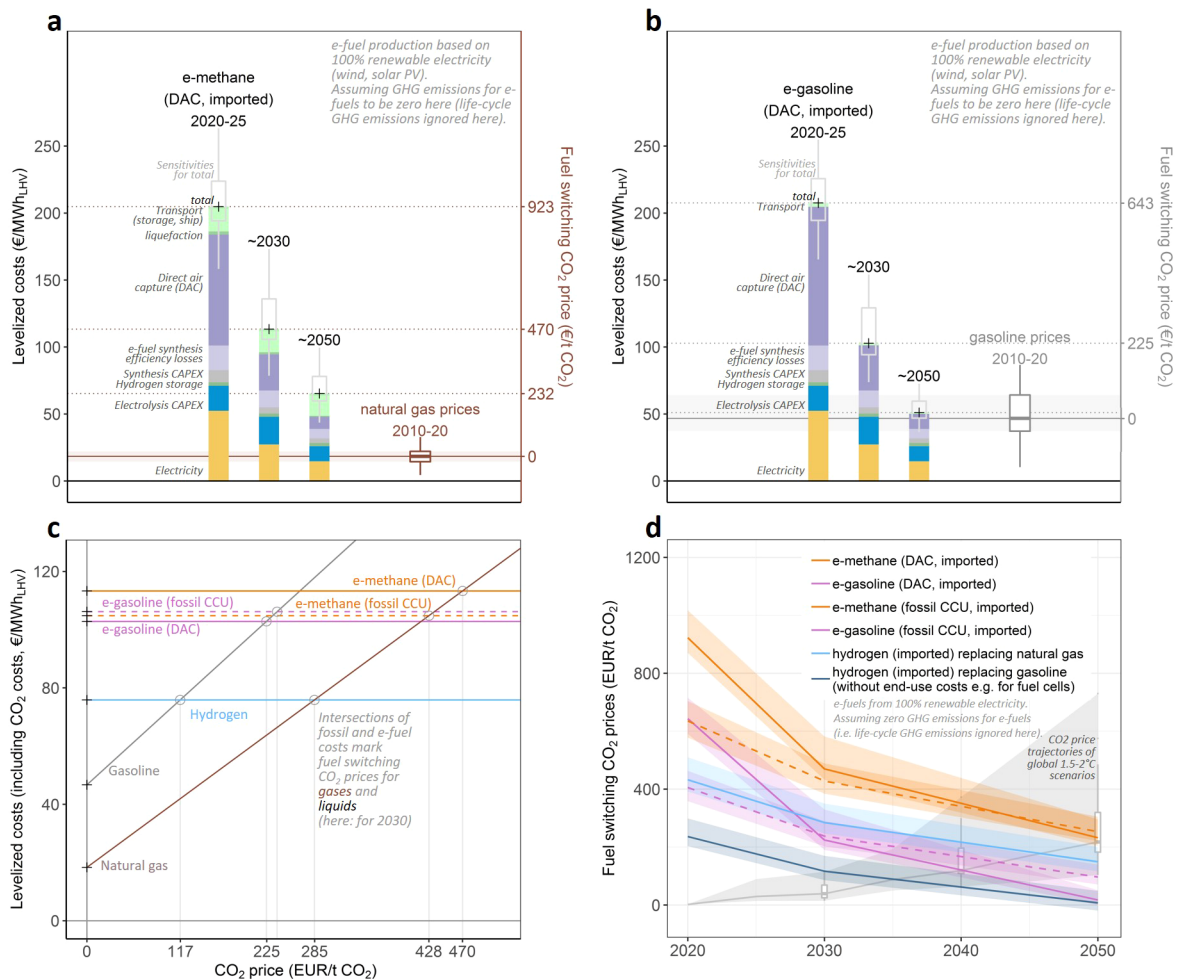 a
e-fuel production based on
100% renewable electricity
(wind, solar PV).
Assuming GHG emissions for e-
fuels to be zero here (life-cycle
GHG emissions ignored here).
e-methane
(DAC, imported)
2020-25
~2030
~2050
Sensitivities
for total
total
Transport
(storage, ship)
liquefaction
Direct air
capture (DAC)
e-fuel synthesis
efficiency losses
Synthesis CAPEX
Hydrogen storage
Electrolysis CAPEX
Electricity
natural gas prices
2010-20
Levelized costs (€/MWh_LHV)
250
200
150
100
50
0
Fuel switching CO₂ price (€/t CO₂)
923
470
232
0
b
e-fuel production based on
100% renewable electricity
(wind, solar PV).
Assuming GHG emissions for e-
fuels to be zero here (life-cycle
GHG emissions ignored here).
e-gasoline
(DAC, imported)
2020-25
~2030
~2050
Sensitivities
for total
total
Transport
Direct air
capture (DAC)
e-fuel synthesis
efficiency losses
Synthesis CAPEX
Hydrogen storage
Electrolysis CAPEX
Electricity
gasoline prices
2010-20
Levelized costs (€/MWh_LHV)
250
200
150
100
50
0
Fuel switching CO₂ price (€/t CO₂)
643
225
0
c
Levelized costs (including CO₂ costs, €/MWh_LHV)
120
80
40
0
e-methane (DAC)
e-gasoline (fossil CCU)
e-methane (fossil CCU)
e-gasoline (DAC)
Hydrogen
Gasoline
Natural gas
Intersections of
fossil and e-fuel
costs mark
fuel switching
CO₂ prices for
gases and
liquids
(here: for 2030)
0
117
225
285
428
470
CO₂ price (EUR/t CO₂)
d
Fuel switching CO₂ prices (EUR/t CO₂)
1200
800
400
0
e-methane (DAC, imported)
e-gasoline (DAC, imported)
e-methane (fossil CCU, imported)
e-gasoline (fossil CCU, imported)
hydrogen (imported) replacing natural gas
hydrogen (imported) replacing gasoline
(without end-use costs e.g. for fuel cells)
e-fuels from 100% renewable electricity.
Assuming zero GHG emissions for e-fuels
(i.e. life-cycle GHG emissions ignored here).
CO2 price
trajectories of
global 1.5-2°C
scenarios
2020
2030
2040
2050